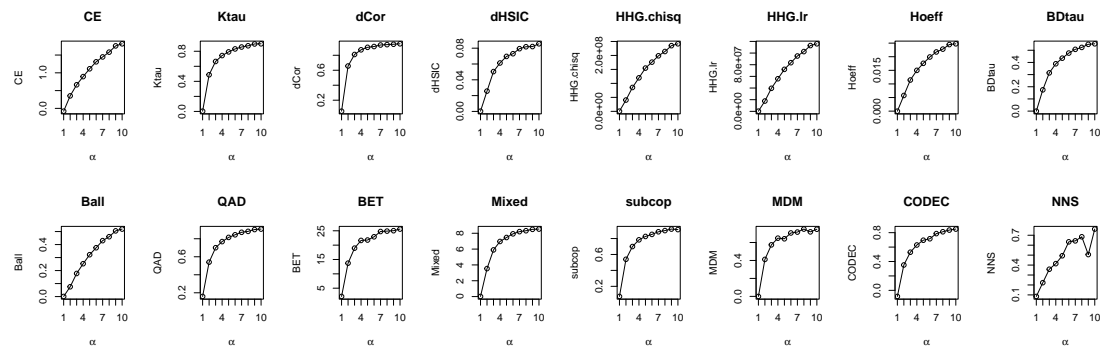 CE Ktau dCor dHSIC HHG.chisq HHG.lr Hoeff BDtau
CE 0.0 1.0
Ktau 0.0 0.4 0.8
dCor 0.2 0.6
dHSIC 0.00 0.04 0.08
HHG.chisq 0.0e+00 2.0e+08
HHG.lr 0.0e+00 8.0e+07
Hoeff 0.000 0.015
BDtau 0.0 0.2 0.4
1 4 7 10 1 4 7 10 1 4 7 10 1 4 7 10 1 4 7 10 1 4 7 10 1 4 7 10 1 4 7 10
α α α α α α α α
Ball QAD BET Mixed subcop MDM CODEC NNS
Ball 0.0 0.2 0.4
QAD 0.2 0.6
BET 5 15 25
Mixed 0 2 4 6 8
subcop 0.2 0.6
MDM 0.0 0.4
CODEC 0.0 0.4 0.8
NNS 0.1 0.4 0.7
1 4 7 10 1 4 7 10 1 4 7 10 1 4 7 10 1 4 7 10 1 4 7 10 1 4 7 10 1 4 7 10
α α α α α α α α